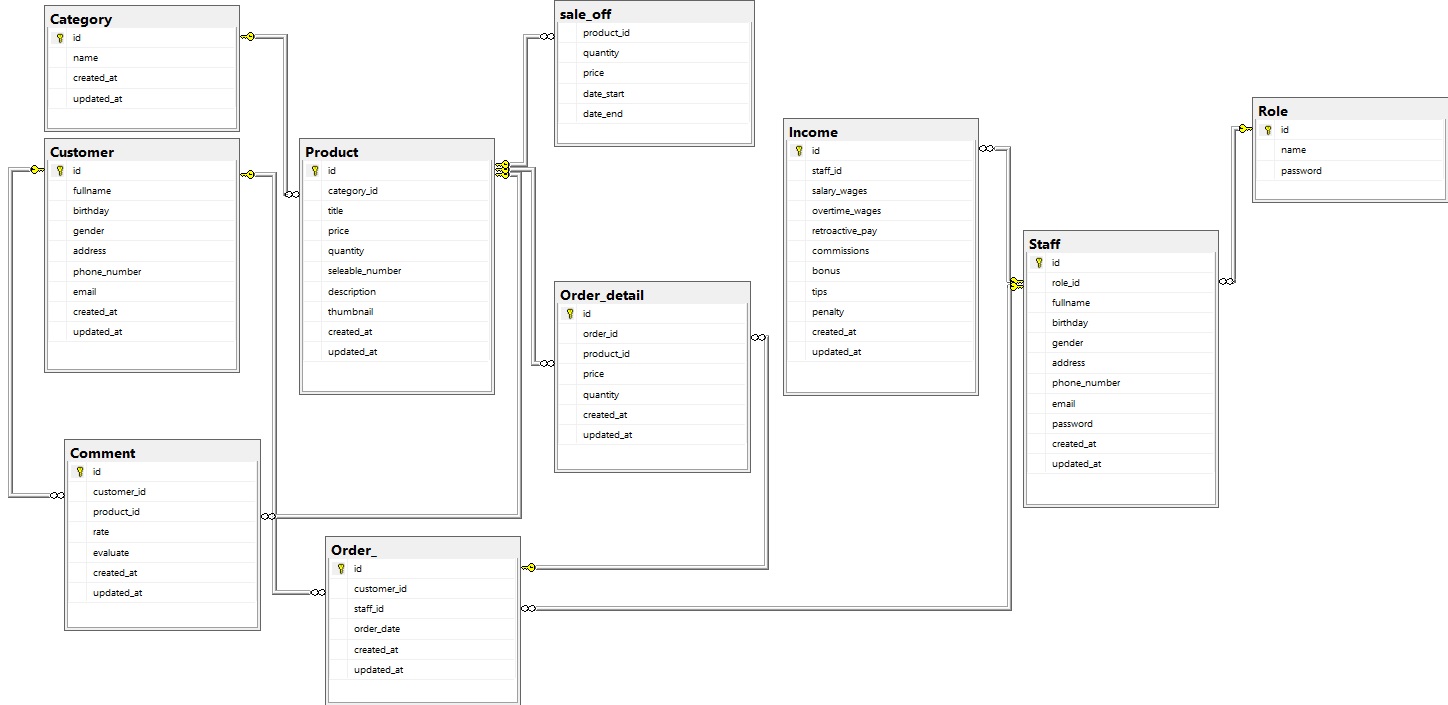 Category
id
name
created_at
updated_at
Customer
id
fullname
birthday
gender
address
phone_number
email
created_at
updated_at
Comment
id
customer_id
product_id
rate
evaluate
created_at
updated_at
Product
id
category_id
title
price
quantity
seleable_number
description
thumbnail
created_at
updated_at
Order_
id
customer_id
staff_id
order_date
created_at
updated_at
sale_off
product_id
quantity
price
date_start
date_end
Order_detail
id
order_id
product_id
price
quantity
created_at
updated_at
Income
id
staff_id
salary_wages
overtime_wages
retroactive_pay
commissions
bonus
tips
penalty
created_at
updated_at
Staff
id
role_id
fullname
birthday
gender
address
phone_number
email
password
created_at
updated_at
Role
id
name
password